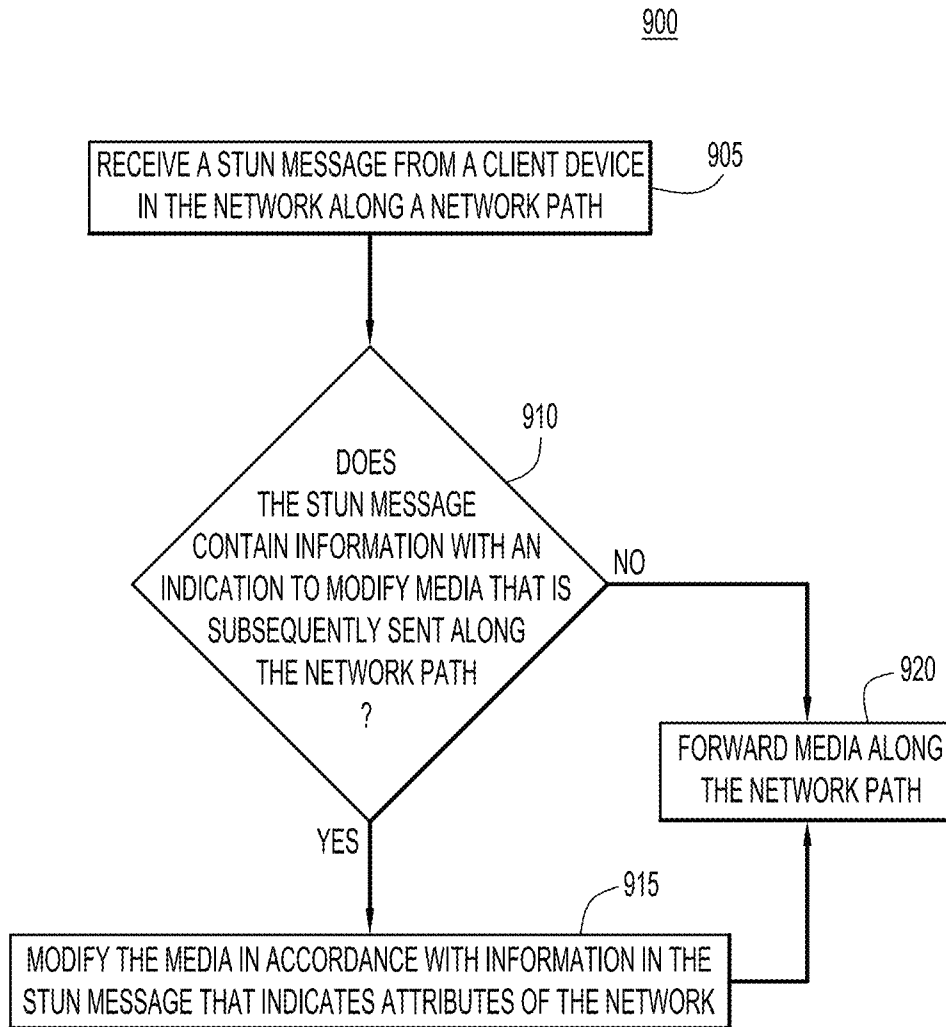 900
RECEIVE A STUN MESSAGE FROM A CLIENT DEVICE
IN THE NETWORK ALONG A NETWORK PATH
905
DOES
THE STUN MESSAGE
CONTAIN INFORMATION WITH AN
INDICATION TO MODIFY MEDIA THAT IS
SUBSEQUENTLY SENT ALONG
THE NETWORK PATH
?
910
NO
YES
920
FORWARD MEDIA ALONG
THE NETWORK PATH
915
MODIFY THE MEDIA IN ACCORDANCE WITH INFORMATION IN THE
STUN MESSAGE THAT INDICATES ATTRIBUTES OF THE NETWORK